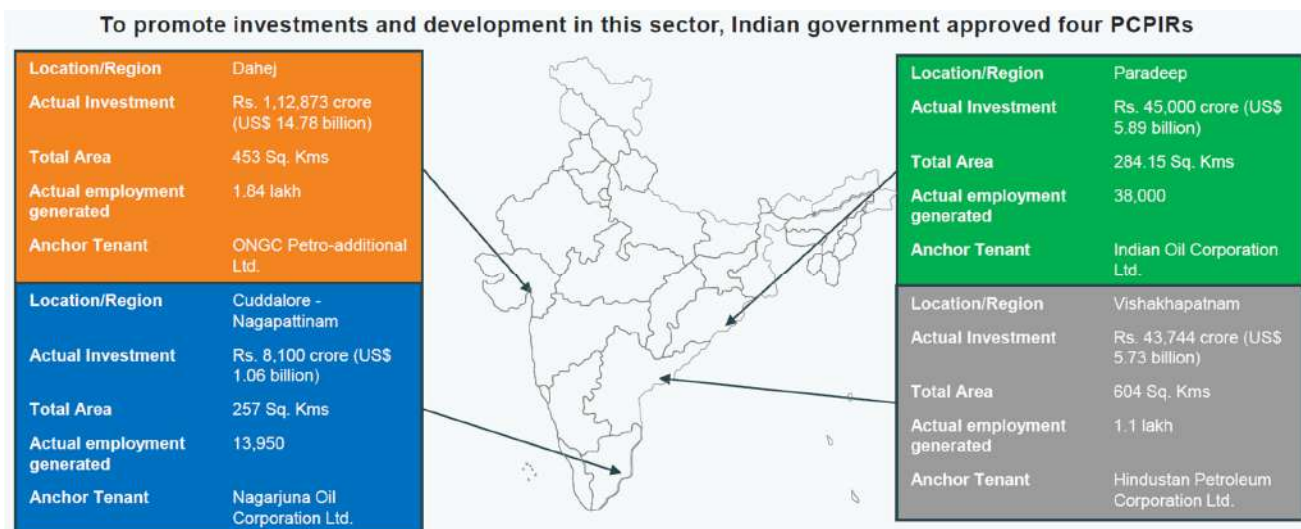 To promote investments and development in this sector, Indian government approved four PCPIRs
Location/Region Dahej
Actual Investment Rs. 1,12,873 crore
(US$ 14.78 billion)
Total Area 453 Sq. Kms
Actual employment 1.84 lakh
generated
Anchor Tenant ONGC Petro-additional
Ltd.
Location/Region Cuddalore -
Nagapattinam
Actual Investment Rs. 8,100 crore (US$
1.06 billion)
Total Area 257 Sq. Kms
Actual employment 13,950
generated
Anchor Tenant Nagarjuna Oil
Corporation Ltd.
Location/Region Paradeep
Actual Investment Rs. 45,000 crore (US$
5.89 billion)
Total Area 284.15 Sq. Kms
Actual employment 38,000
generated
Anchor Tenant Indian Oil Corporation
Ltd.
Location/Region Vishakhapatnam
Actual Investment Rs. 43,744 crore (US$
5.73 billion)
Total Area 604 Sq. Kms
Actual employment 1.1 lakh
generated
Anchor Tenant Hindustan Petroleum
Corporation Ltd.